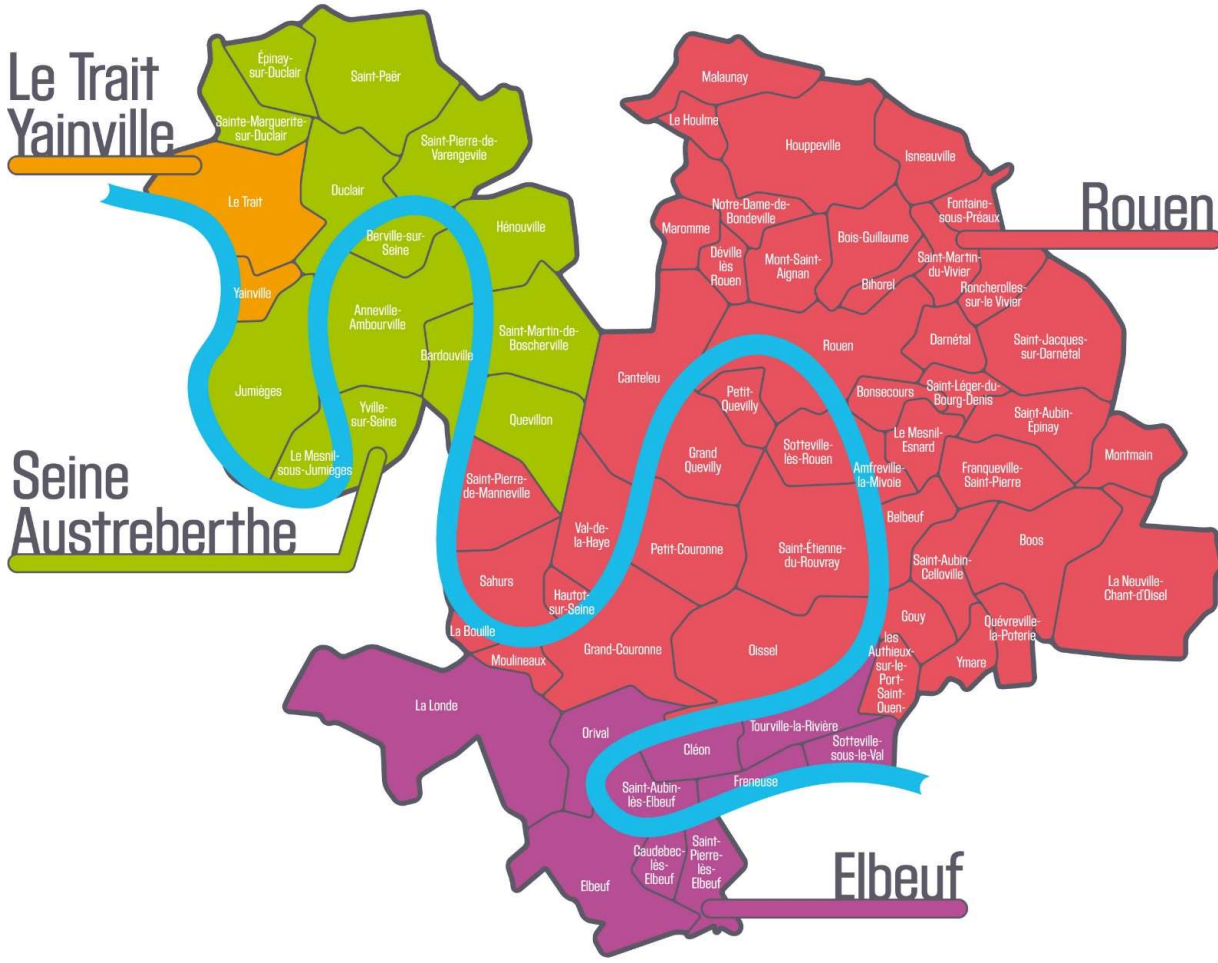 Le Trait
Yainville
Seine
Austreberthe
Rouen
Elbeuf
Épinay-
sur-Duclair
Saint-Paër
Sainte-Marguerite-
sur-Duclair
Saint-Pierre-de-
Varengeville
Le Trait
Duclair
Hénouville
Berville-sur-
Seine
Yainville
Anneville-
Ambourville
Saint-Martin-de-
Boscherville
Bardouville
Jumièges
Yville-
sur-Seine
Quevillon
Le Mesnil-
sous-Jumièges
Malaunay
Le Houlme
Houppeville
Isneauville
Notre-Dame-de-
Bondeville
Fontaine-
sous-Préaux
Maromme
Bois-Guillaume
Déville
lès
Rouen
Mont-Saint-
Aignan
Saint-Martin-
du-Vivier
Bihorel
Roncherolles-
sur-le Vivier
Rouen
Darnétal
Saint-Jacques-
sur-Darnétal
Canteleu
Petit-
Quevilly
Bonsecours
Saint-Léger-du-
Bourg-Denis
Saint-Aubin-
Épinay
Le Mesnil-
Esnard
Grand
Quevilly
Sotteville-
lès-Rouen
Montmain
Amfreville-
la-Mivoie
Franqueville-
Saint-Pierre
Saint-Pierre-
de-Manneville
Belbeuf
Val-de-
la-Haye
Petit-Couronne
Saint-Étienne-
du-Rouvray
Boos
Saint-Aubin-
Celloville
Sahurs
La Neuville-
Chant-d'Oisel
Hautot-
sur-Seine
Gouy
Quévreville-
la-Poterie
La Bouille
Moulineaux
Grand-Couronne
Oissel
les
Authieux-
sur-le
Port-
Saint-
Ouen-
Ymare
La Londe
Orival
Cléon
Tourville-la-Rivière
Sotteville-
sous-le-Val
Saint-Aubin-
lès-Elbeuf
Freneuse
Caudebec-
lès-
Elbeuf
Saint-
Pierre-
lès-
Elbeuf
Elbeuf